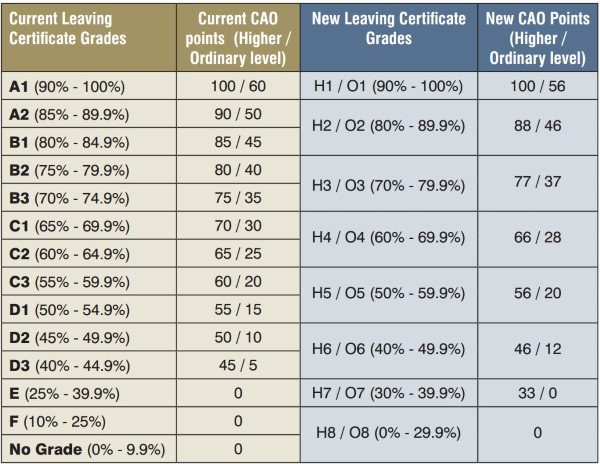 Current Leaving
Certificate Grades
Current CAO
points (Higher /
Ordinary level)
New Leaving Certificate
Grades
New CAO Points
(Higher /
Ordinary level)
A1 (90% - 100%)
100 / 60
H1 / O1 (90% - 100%)
100 / 56
A2 (85% - 89.9%)
90 / 50
H2 / O2 (80% - 89.9%)
88 / 46
B1 (80% - 84.9%)
85 / 45
B2 (75% - 79.9%)
80 / 40
H3 / O3 (70% - 79.9%)
77 / 37
B3 (70% - 74.9%)
75 / 35
C1 (65% - 69.9%)
70 / 30
H4 / O4 (60% - 69.9%)
66 / 28
C2 (60% - 64.9%)
65 / 25
C3 (55% - 59.9%)
60 / 20
H5 / O5 (50% - 59.9%)
56 / 20
D1 (50% - 54.9%)
55 / 15
D2 (45% - 49.9%)
50 / 10
H6 / O6 (40% - 49.9%)
46 / 12
D3 (40% - 44.9%)
45 / 5
E (25% - 39.9%)
0
H7 / O7 (30% - 39.9%)
33 / 0
F (10% - 25%)
0
H8 / O8 (0% - 29.9%)
0
No Grade (0% - 9.9%)
0